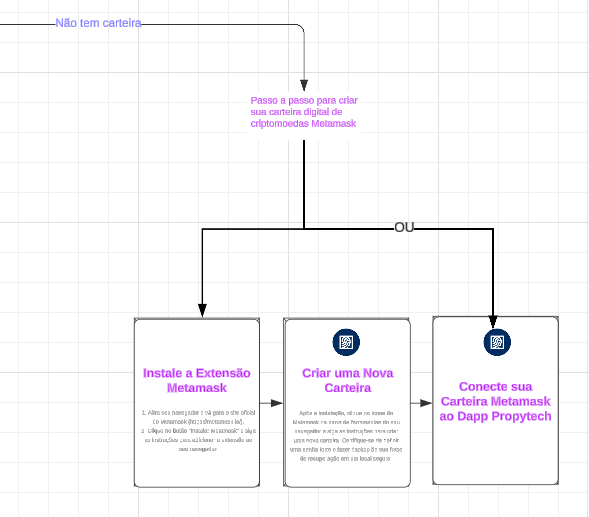 Não tem carteira
Passo a passo para criar
sua carteira digital de
criptomoedas Metamask
OU
Instale a Extensão
Metamask
1. Abra seu navegador e vá para o site oficial
do Metamask (https://metamask.io/).
2. Clique no botão "Instalar Metamask" e siga
as instruções para adicionar a extensão ao
seu navegador
Criar uma Nova
Carteira
Após a instalação, clique no ícone do
Metamask na barra de ferramentas do seu
navegador e siga as instruções para criar
uma nova carteira. Certifique-se de definir
uma senha forte e fazer backup de sua frase
de recuperação em um local seguro
Conecte sua
Carteira Metamask
ao Dapp Propytech